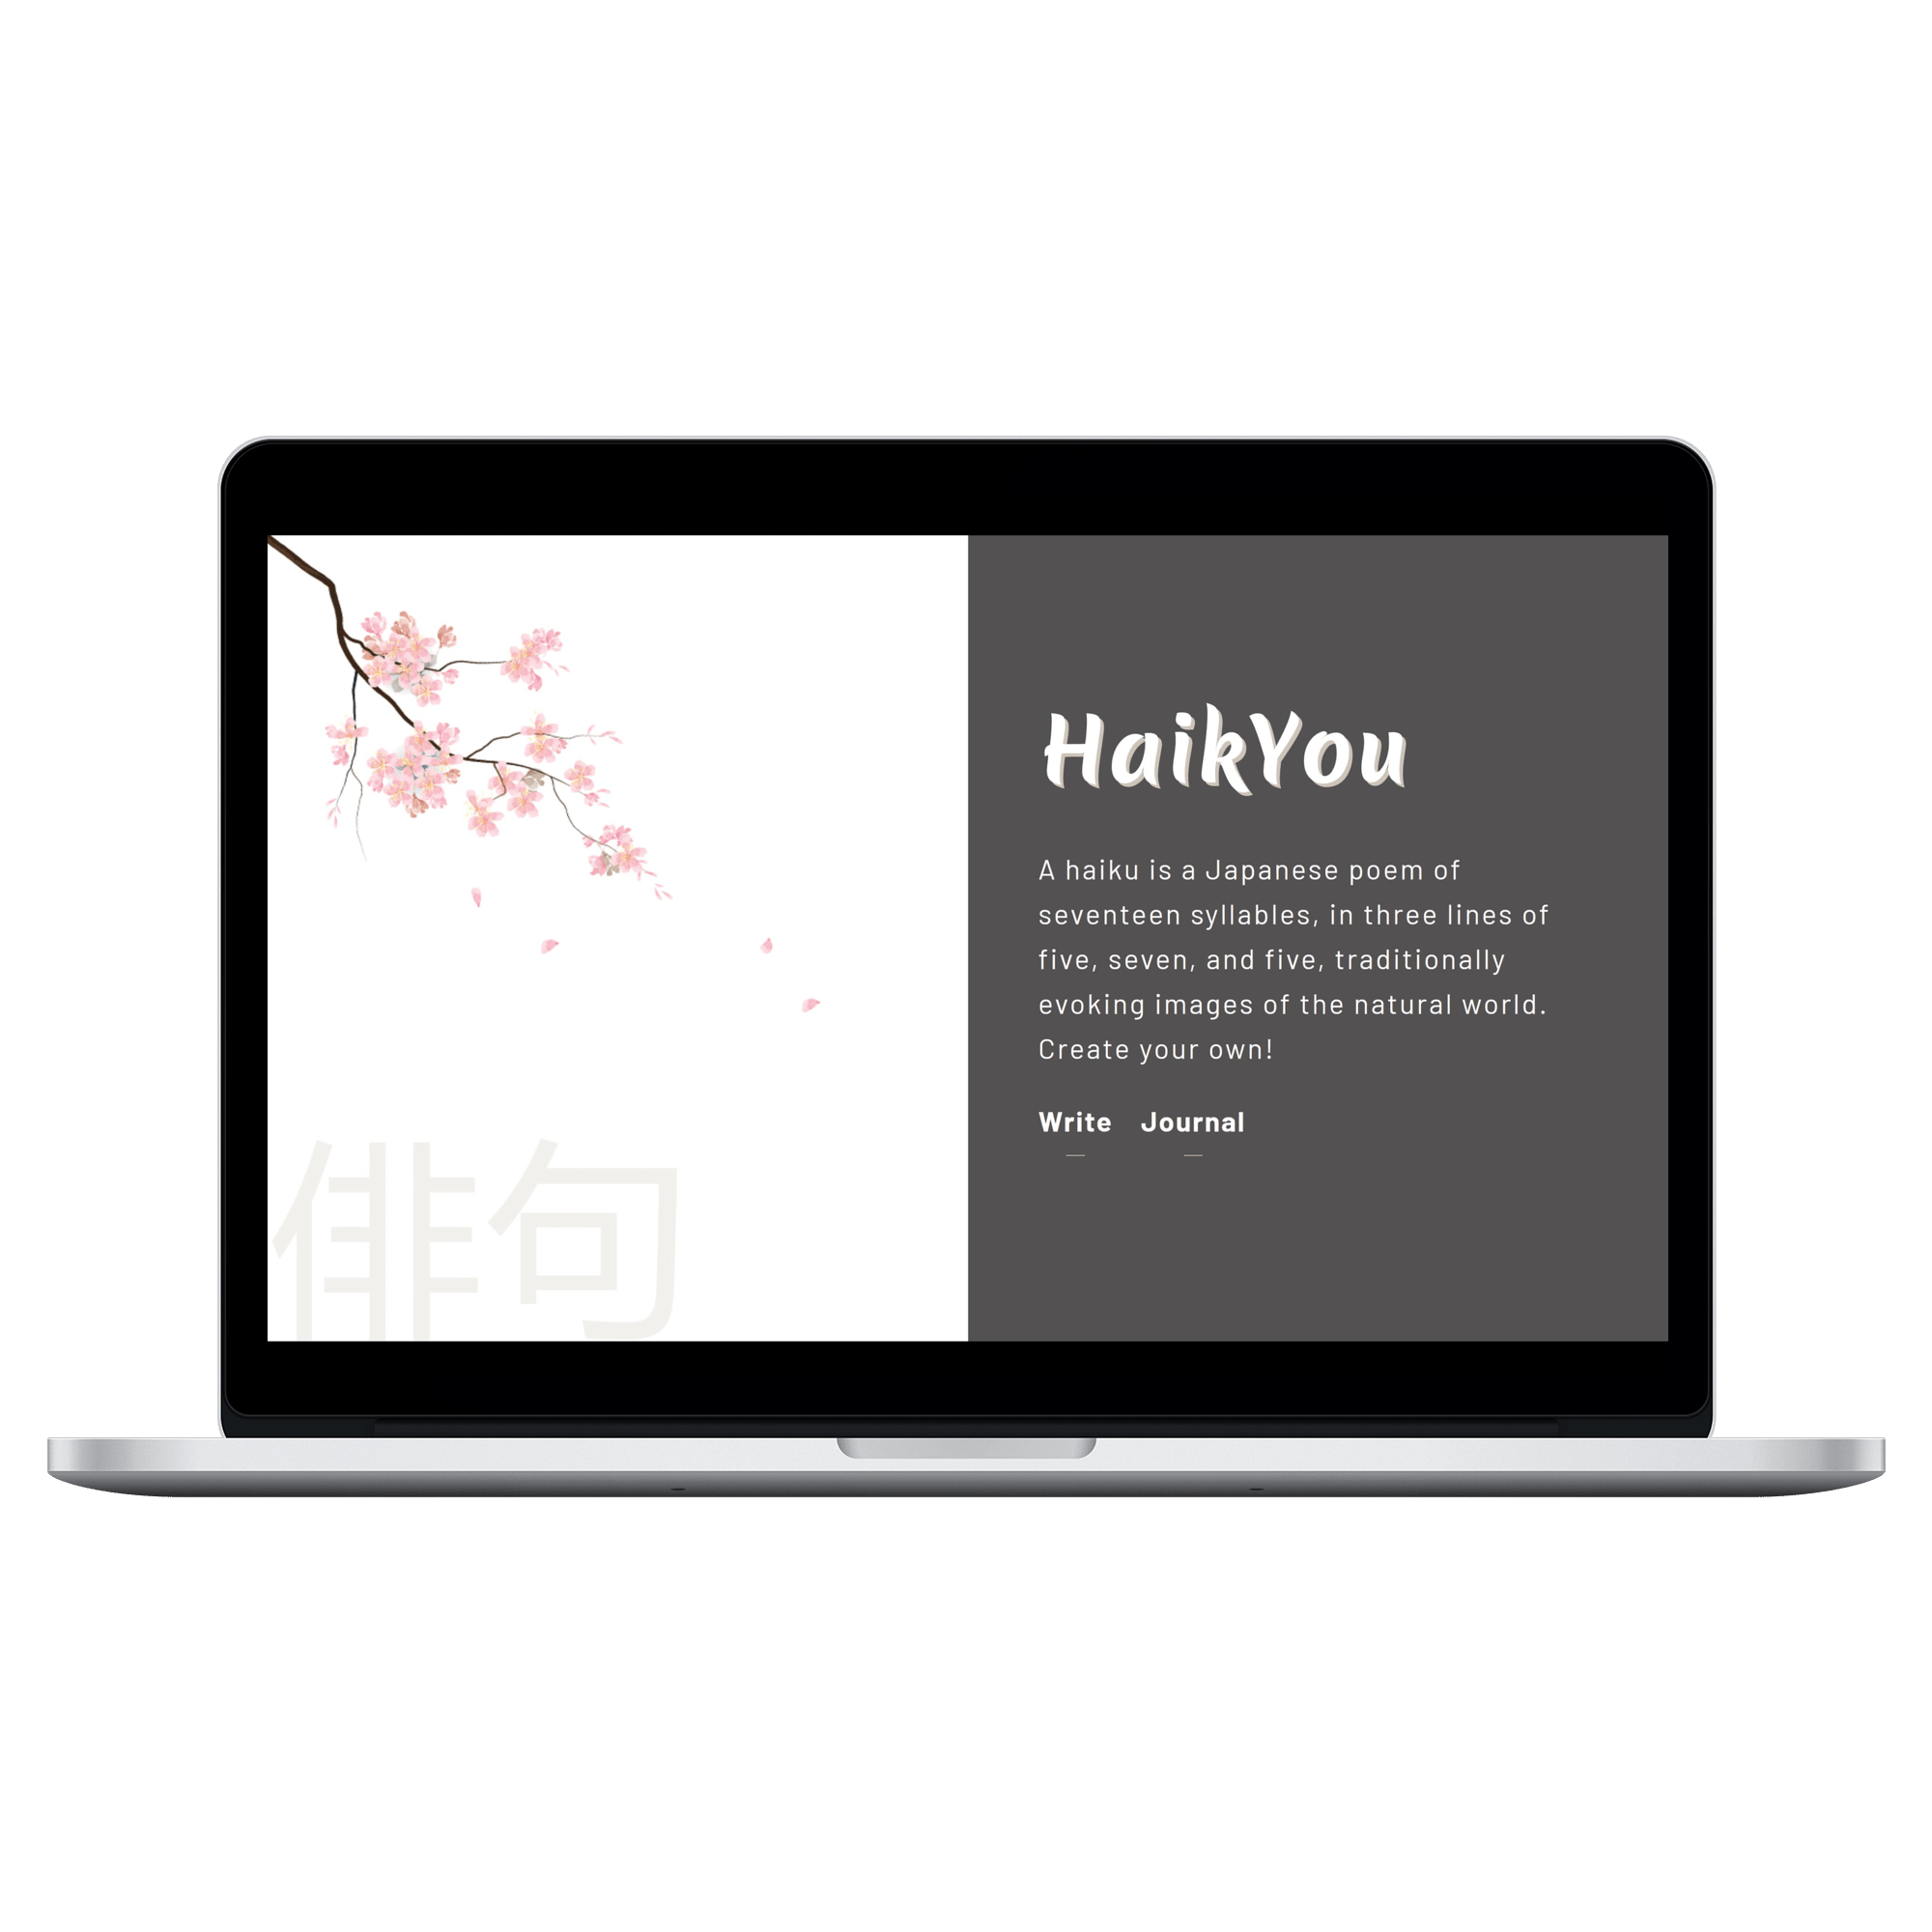 HaikYou
A haiku is a Japanese poem of
seventeen syllables, in three lines of
five, seven, and five, traditionally
evoking images of the natural world.
Create your own!
Write Journal
俳句